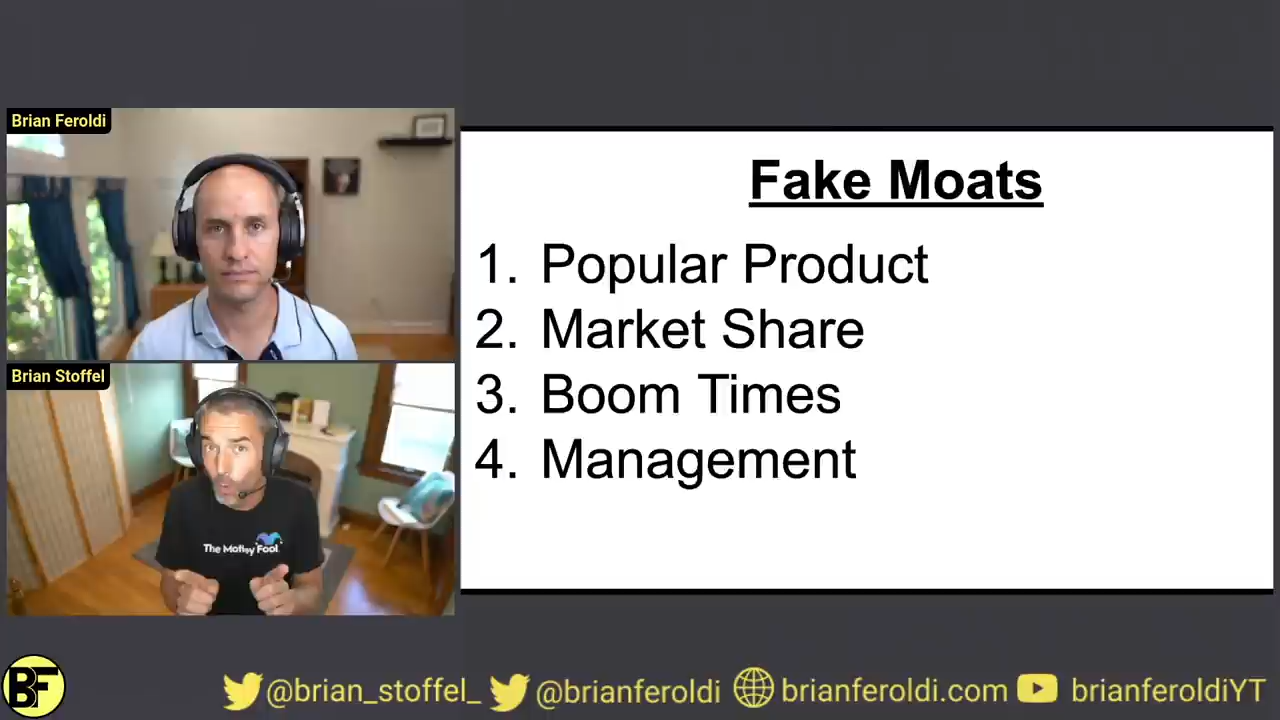 Brian Feroldi
Brian Stoffel
The Motley Fool
Fake Moats
1. Popular Product
2. Market Share
3. Boom Times
4. Management
BF
@brian_stoffel_
@brianferoldi
brianferoldi.com
brianferoldiYT